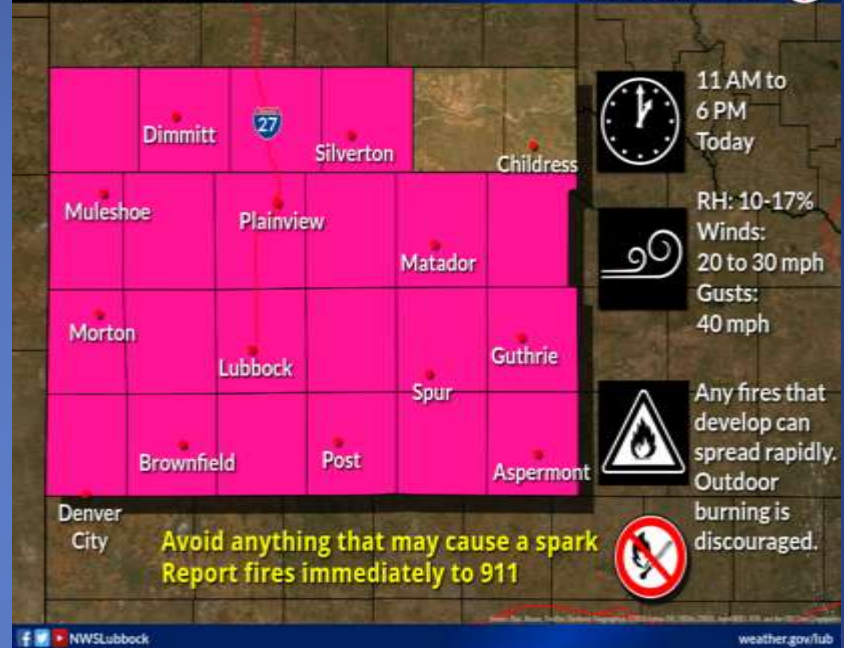 11 AM to
6 PM
Today
Dimmitt
27
Silverton
Childress
Muleshoe
Plainview
Matador
RH: 10-17%
Winds:
20 to 30 mph
Gusts:
40 mph
Morton
Lubbock
Guthrie
Spur
Any fires that
develop can
spread rapidly.
Outdoor
burning is
discouraged.
Brownfield
Post
Aspermont
Denver
City
Avoid anything that may cause a spark
Report fires immediately to 911
NWSLubbock
weather.gov/lub